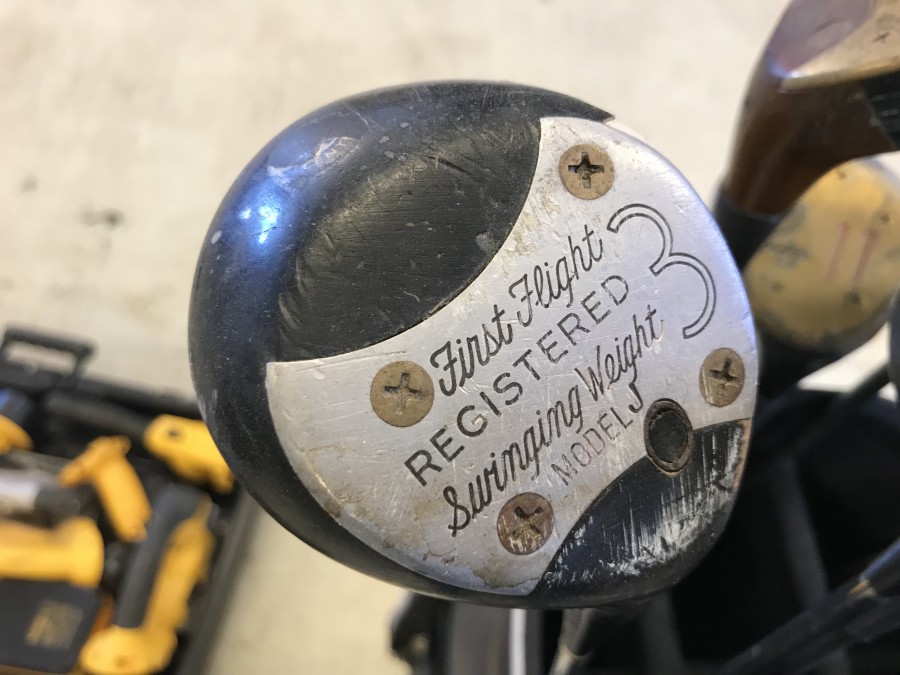 First Flight
REGISTERED
Swinging Weight
MODEL J
3